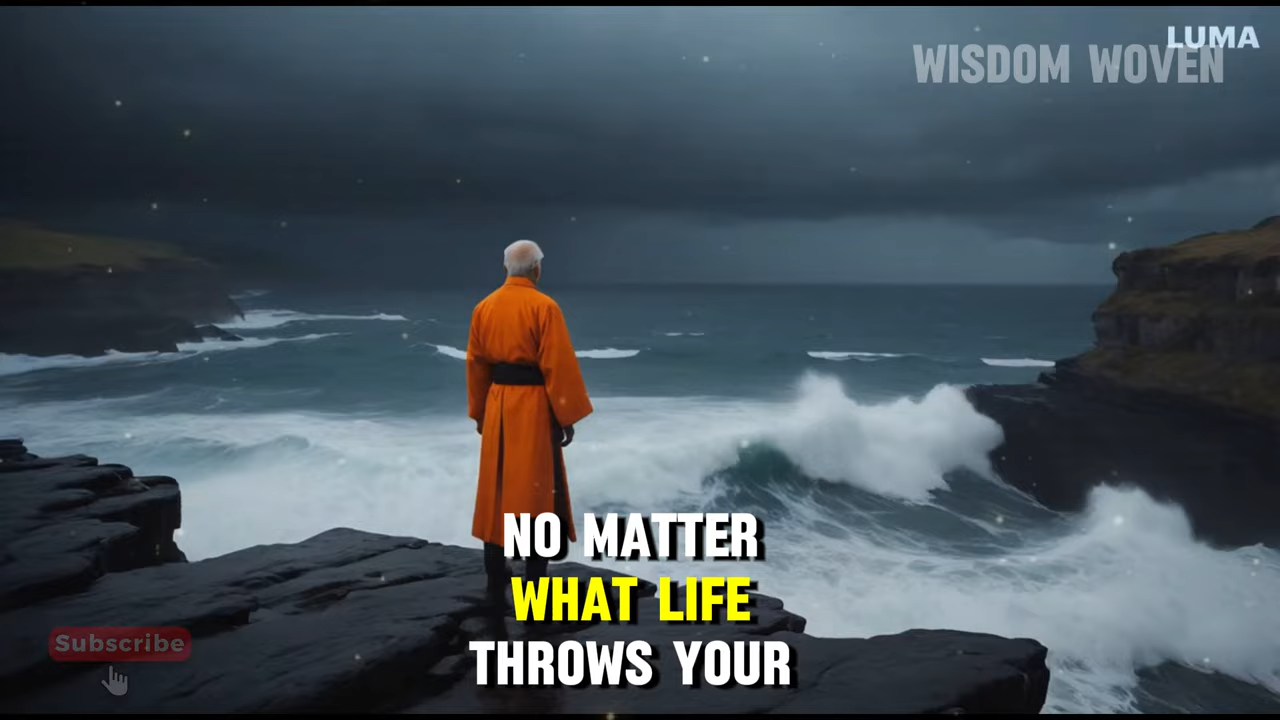 LUMA
WISDOM WOVEN
NO MATTER
WHAT LIFE
THROWS YOUR
Subscribe